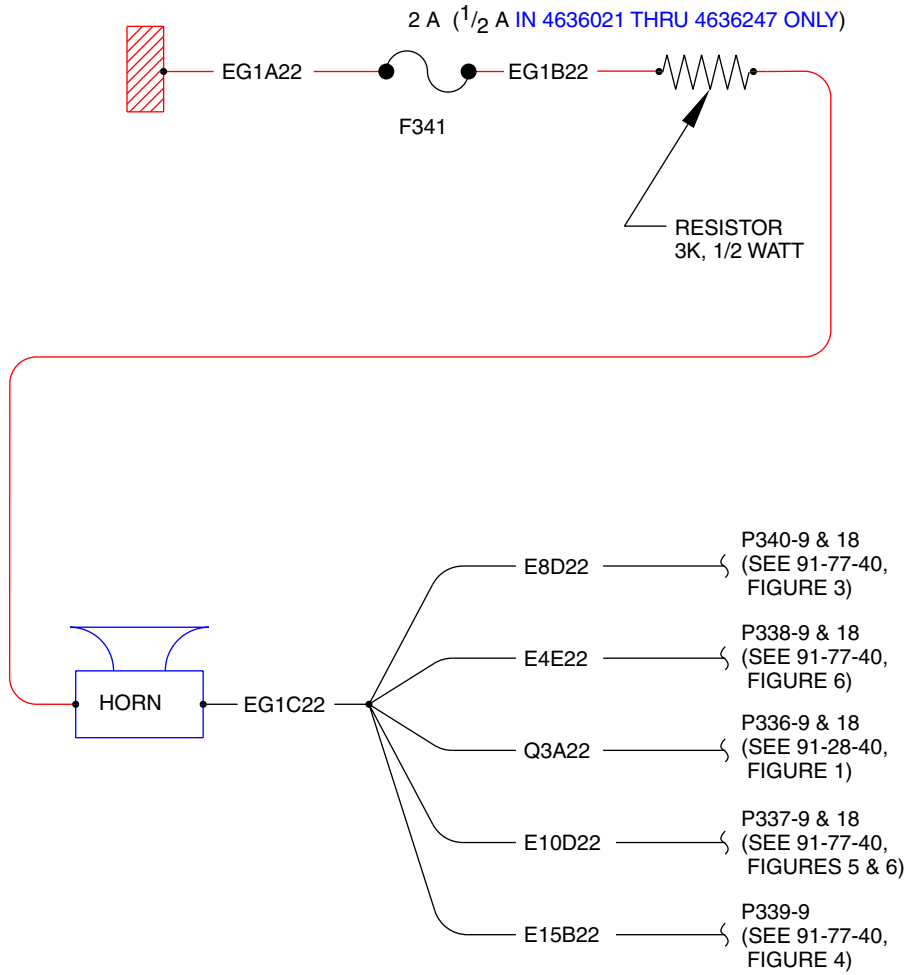 2 A (1/2 A IN 4636021 THRU 4636247 ONLY)
EG1A22
EG1B22
F341
RESISTOR
3K, 1/2 WATT
HORN
EG1C22
E8D22
P340-9 & 18
(SEE 91-77-40,
FIGURE 3)
E4E22
P338-9 & 18
(SEE 91-77-40,
FIGURE 6)
Q3A22
P336-9 & 18
(SEE 91-28-40,
FIGURE 1)
E10D22
P337-9 & 18
(SEE 91-77-40,
FIGURES 5 & 6)
E15B22
P339-9
(SEE 91-77-40,
FIGURE 4)